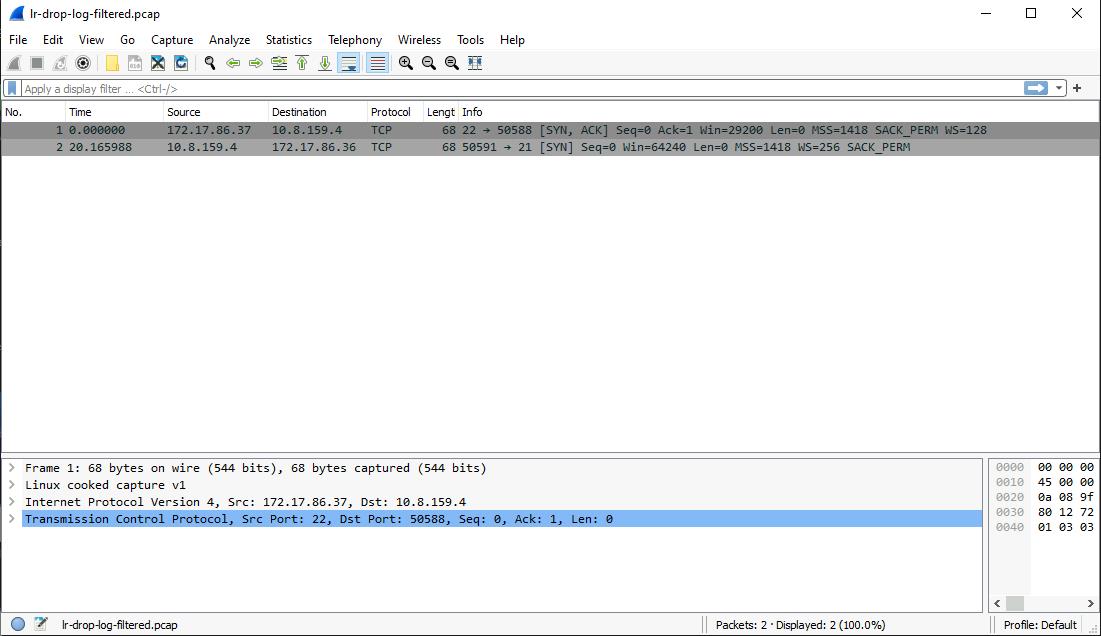 lr-drop-log-filtered.pcap
File Edit View Go Capture Analyze Statistics Telephony Wireless Tools Help
Apply a display filter ... <Ctrl-/>
No. Time Source Destination Protocol Lengt Info
1 0.000000 172.17.86.37 10.8.159.4 TCP 68 22 → 50588 [SYN, ACK] Seq=0 Ack=1 Win=29200 Len=0 MSS=1418 SACK_PERM WS=128
2 20.165988 10.8.159.4 172.17.86.36 TCP 68 50591 → 21 [SYN] Seq=0 Win=64240 Len=0 MSS=1418 WS=256 SACK_PERM
Frame 1: 68 bytes on wire (544 bits), 68 bytes captured (544 bits)
Linux cooked capture v1
Internet Protocol Version 4, Src: 172.17.86.37, Dst: 10.8.159.4
Transmission Control Protocol, Src Port: 22, Dst Port: 50588, Seq: 0, Ack: 1, Len: 0
0000 00 00 00
0010 45 00 00
0020 0a 08 9f
0030 80 12 72
0040 01 03 03
lr-drop-log-filtered.pcap
Packets: 2 · Displayed: 2 (100.0%)
Profile: Default